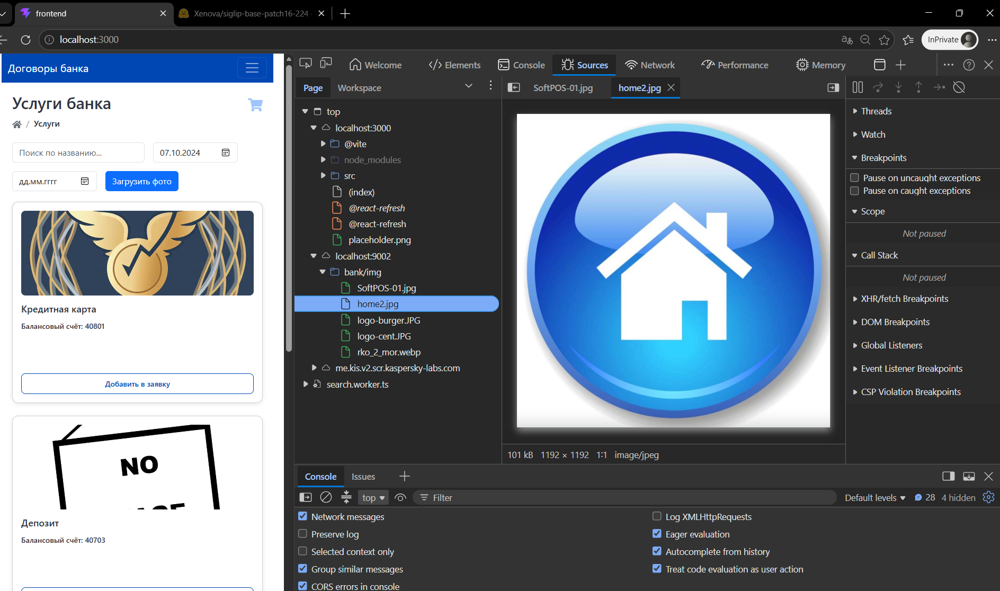 frontend
Xenova/siglip-base-patch16-224
localhost:3000
InPrivate
Договоры банка
Услуги банка
/ Услуги
Поиск по названию...
07.10.2024
дд.мм.гггг
Загрузить фото
Кредитная карта
Балансовый счёт: 40801
Добавить в заявку
NO
Депозит
Балансовый счёт: 40703
Welcome
Elements
Console
Sources
Network
Performance
Memory
Page
Workspace
SoftPOS-01.jpg
home2.jpg
top
localhost:3000
@vite
node_modules
src
(index)
@react-refresh
@react-refresh
placeholder.png
localhost:9002
bank/img
SoftPOS-01.jpg
home2.jpg
logo-burger.JPG
logo-cent.JPG
rko_2_mor.webp
me.kis.v2.scr.kaspersky-labs.com
search.worker.ts
101 kB 1192 × 1192 1:1 image/jpeg
Threads
Watch
Breakpoints
Pause on uncaught exceptions
Pause on caught exceptions
Scope
Not paused
Call Stack
Not paused
XHR/fetch Breakpoints
DOM Breakpoints
Global Listeners
Event Listener Breakpoints
CSP Violation Breakpoints
Console
Issues
top
Filter
Default levels
28
4 hidden
Network messages
Preserve log
Selected context only
Group similar messages
CORS errors in console
Log XMLHttpRequests
Eager evaluation
Autocomplete from history
Treat code evaluation as user action